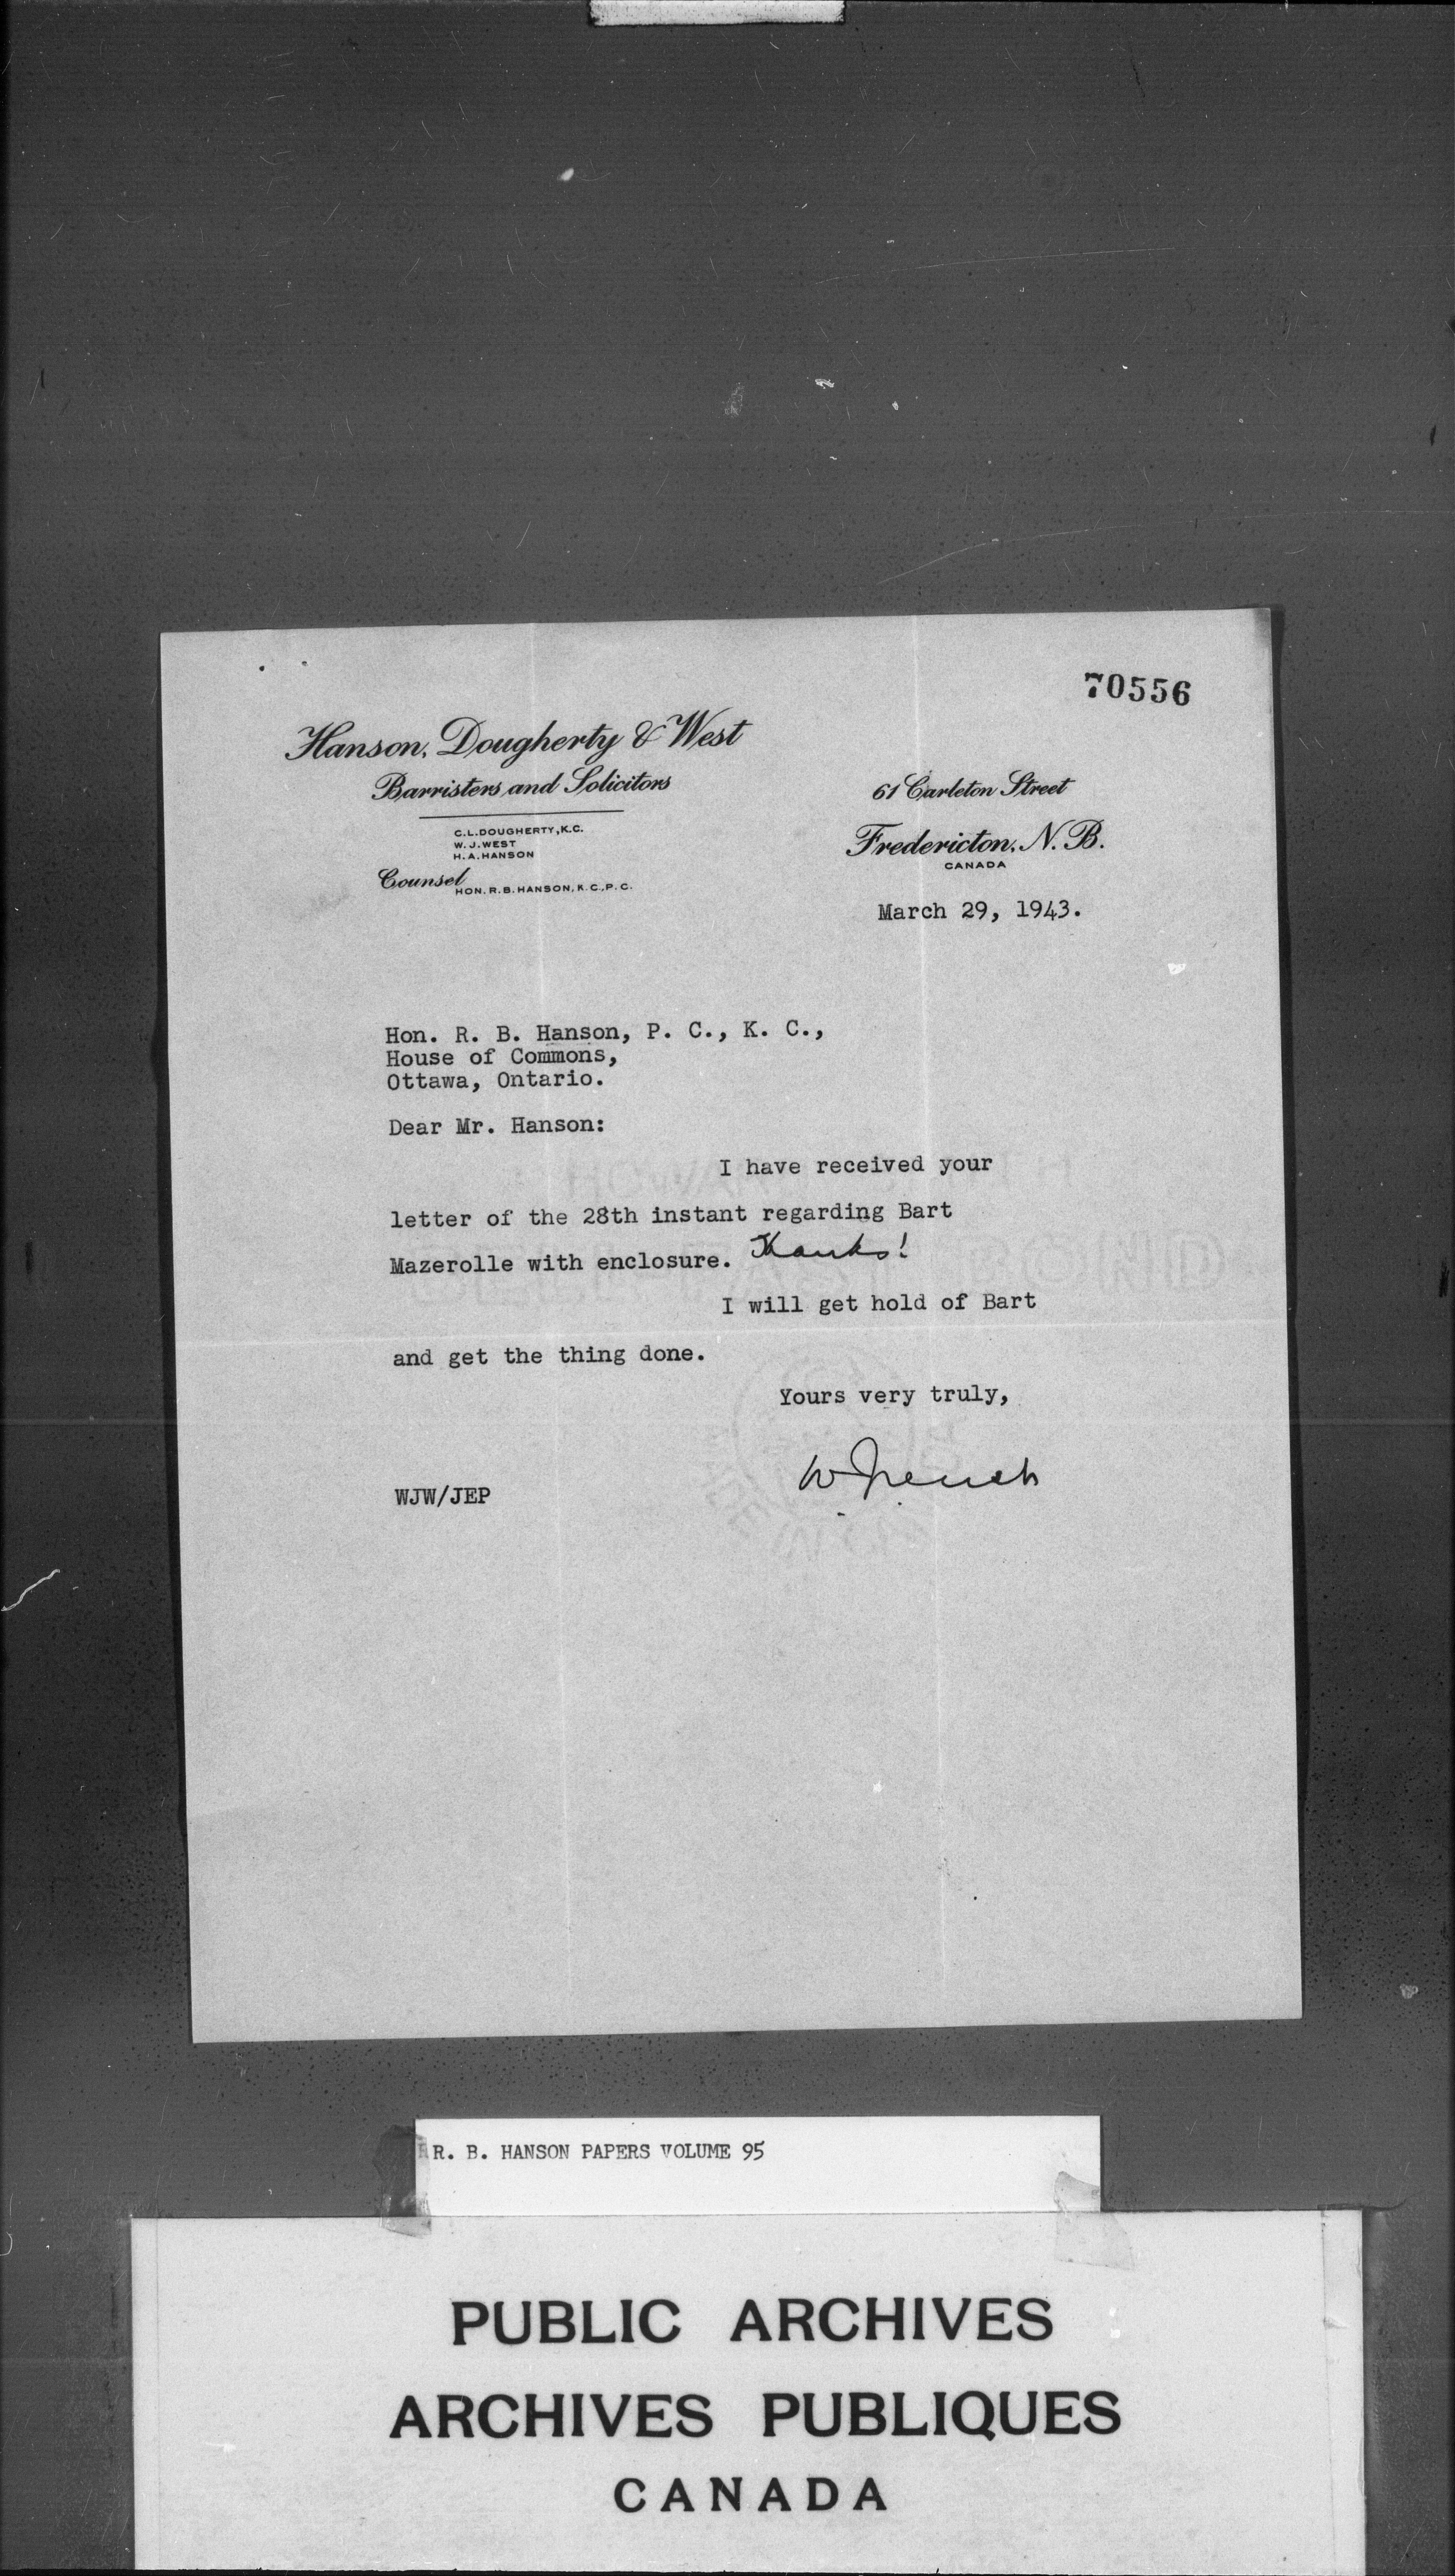 70556
Hanson, Dougherty & West
Barristers and Solicitors
C.L.DOUGHERTY,K.C.
W.J.WEST
H.A.HANSON
Counsel
HON. R.B. HANSON, K.C.,P.C.
61 Carleton Street
Fredericton, N. B.
CANADA
March 29, 1943.
Hon. R. B. Hanson, P. C., K. C.,
House of Commons,
Ottawa, Ontario.
Dear Mr. Hanson:
I have received your
letter of the 28th instant regarding Bart
Mazerolle with enclosure. Thanks!
I will get hold of Bart
and get the thing done.
Yours very truly,
WJW/JEP
R. B. HANSON PAPERS VOLUME 95
PUBLIC ARCHIVES
ARCHIVES PUBLIQUES
CANADA